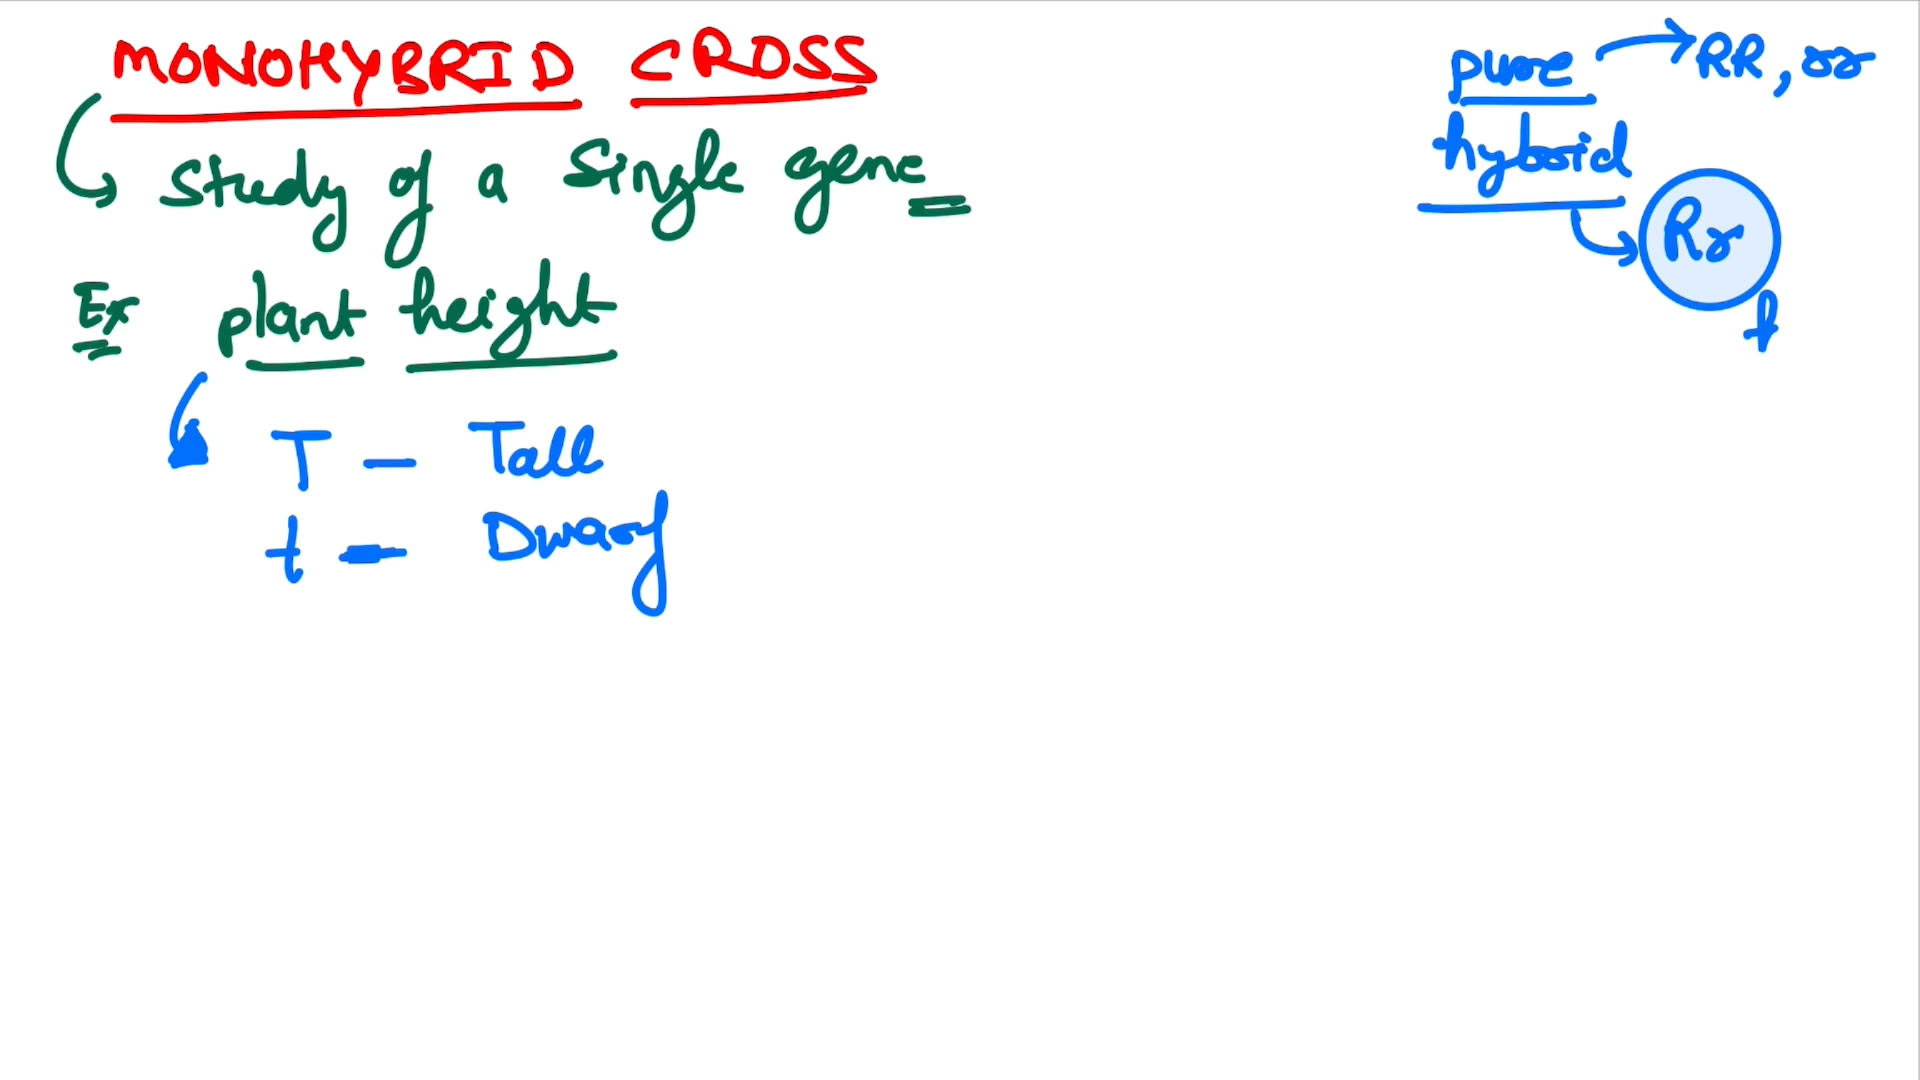 MONOHYBRID CROSS
Study of a single gene
Ex plant height
T - Tall
t - Dwarf
pure → RR, rr
hybrid
Rr
t